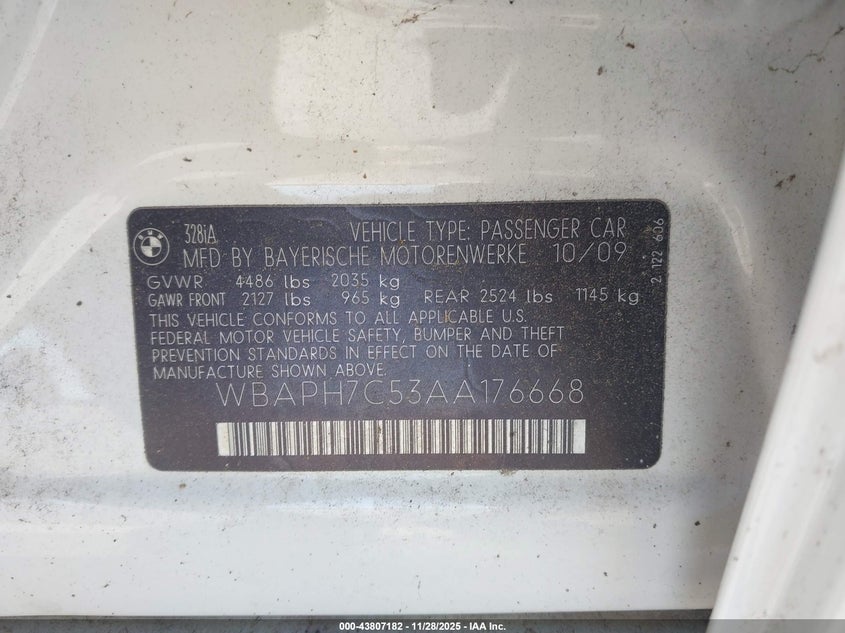 BMW
328iA VEHICLE TYPE: PASSENGER CAR
MFD BY BAYERISCHE MOTORENWERKE 10/09
GVWR 4486 lbs 2035 kg
GAWR FRONT 2127 lbs 965 kg REAR 2524 lbs 1145 kg
THIS VEHICLE CONFORMS TO ALL APPLICABLE U.S.
FEDERAL MOTOR VEHICLE SAFETY, BUMPER AND THEFT
PREVENTION STANDARDS IN EFFECT ON THE DATE OF
MANUFACTURE SHOWN ABOVE.
WBAPH7C53AA176668
2 122 606
000-43807182 - 11/28/2025 - IAA Inc.